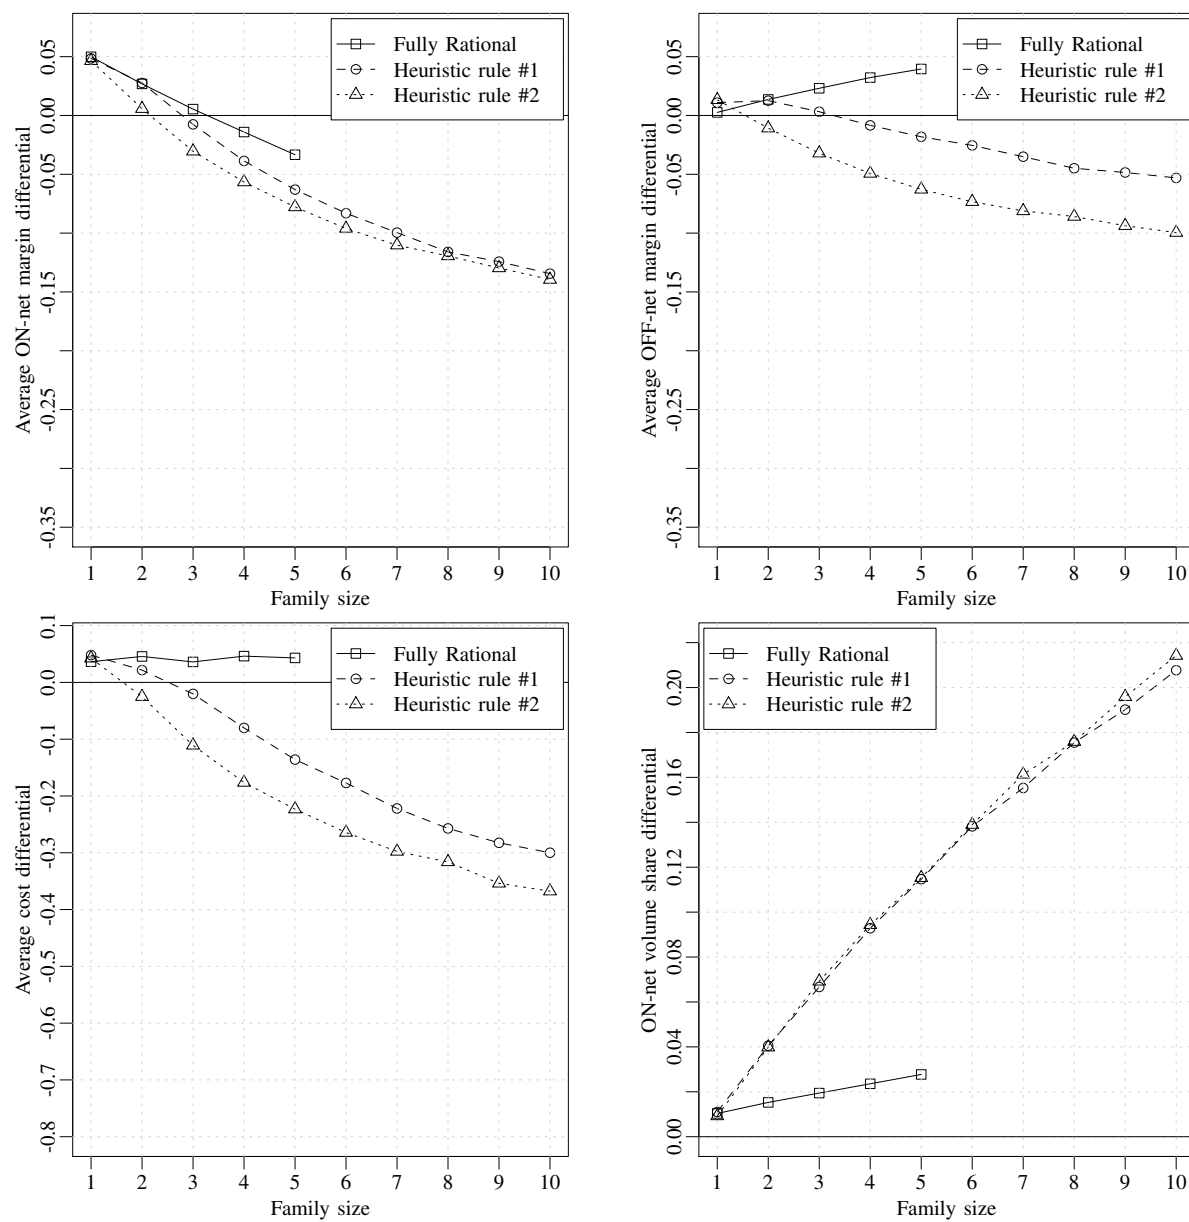 Average ON-net margin differential
0.05
0.00
-0.05
-0.15
-0.25
-0.35
Fully Rational
Heuristic rule #1
Heuristic rule #2
1 2 3 4 5 6 7 8 9 10
Family size
Average OFF-net margin differential
0.05
0.00
-0.05
-0.15
-0.25
-0.35
Fully Rational
Heuristic rule #1
Heuristic rule #2
1 2 3 4 5 6 7 8 9 10
Family size
Average cost differential
0.1
0.0
-0.1
-0.2
-0.3
-0.4
-0.5
-0.6
-0.7
-0.8
Fully Rational
Heuristic rule #1
Heuristic rule #2
1 2 3 4 5 6 7 8 9 10
Family size
ON-net volume share differential
0.20
0.16
0.12
0.08
0.04
0.00
Fully Rational
Heuristic rule #1
Heuristic rule #2
1 2 3 4 5 6 7 8 9 10
Family size